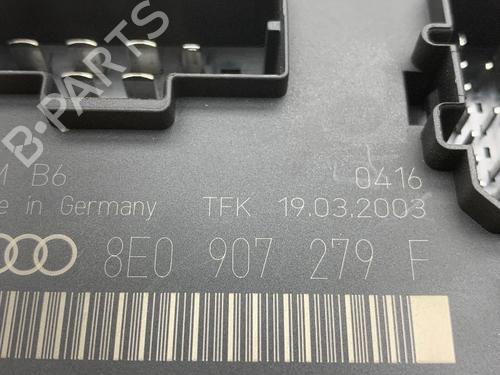 M B6 0416
e in Germany TFK 19.03.2003
8E0 907 279 F
B-PARTS